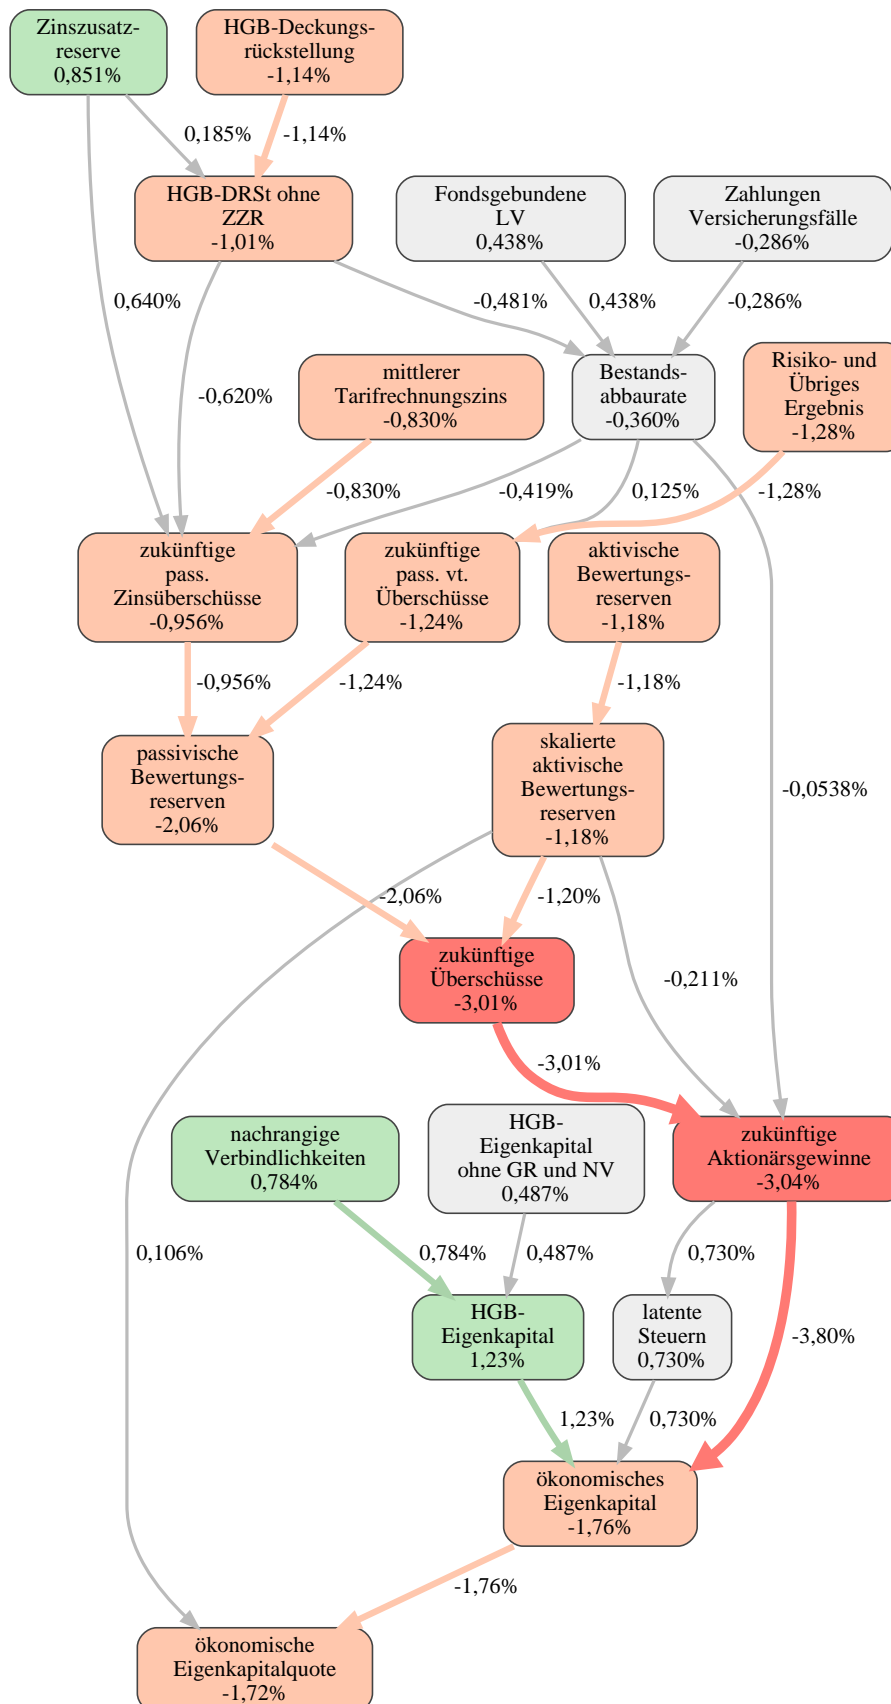 Zinszusatz-
reserve
0,851%
HGB-Deckungs-
rückstellung
-1,14%
0,185%
-1,14%
HGB-DRSt ohne
ZZR
-1,01%
Fondsgebundene
LV
0,438%
Zahlungen
Versicherungsfälle
-0,286%
0,640%
-0,481%
0,438%
-0,286%
-0,620%
mittlerer
Tarifrechnungszins
-0,830%
Bestands-
abbaurate
-0,360%
Risiko- und
Übriges
Ergebnis
-1,28%
-0,830%
-0,419%
0,125%
-1,28%
zukünftige
pass.
Zinsüberschüsse
-0,956%
zukünftige
pass. vt.
Überschüsse
-1,24%
aktivische
Bewertungs-
reserven
-1,18%
-0,956%
-1,24%
-1,18%
passivische
Bewertungs-
reserven
-2,06%
skalierte
aktivische
Bewertungs-
reserven
-1,18%
-0,0538%
-2,06%
-1,20%
zukünftige
Überschüsse
-3,01%
-0,211%
-3,01%
nachrangige
Verbindlichkeiten
0,784%
HGB-
Eigenkapital
ohne GR und NV
0,487%
zukünftige
Aktionärsgewinne
-3,04%
0,106%
0,784%
0,487%
0,730%
HGB-
Eigenkapital
1,23%
latente
Steuern
0,730%
-3,80%
1,23%
0,730%
ökonomisches
Eigenkapital
-1,76%
-1,76%
ökonomische
Eigenkapitalquote
-1,72%